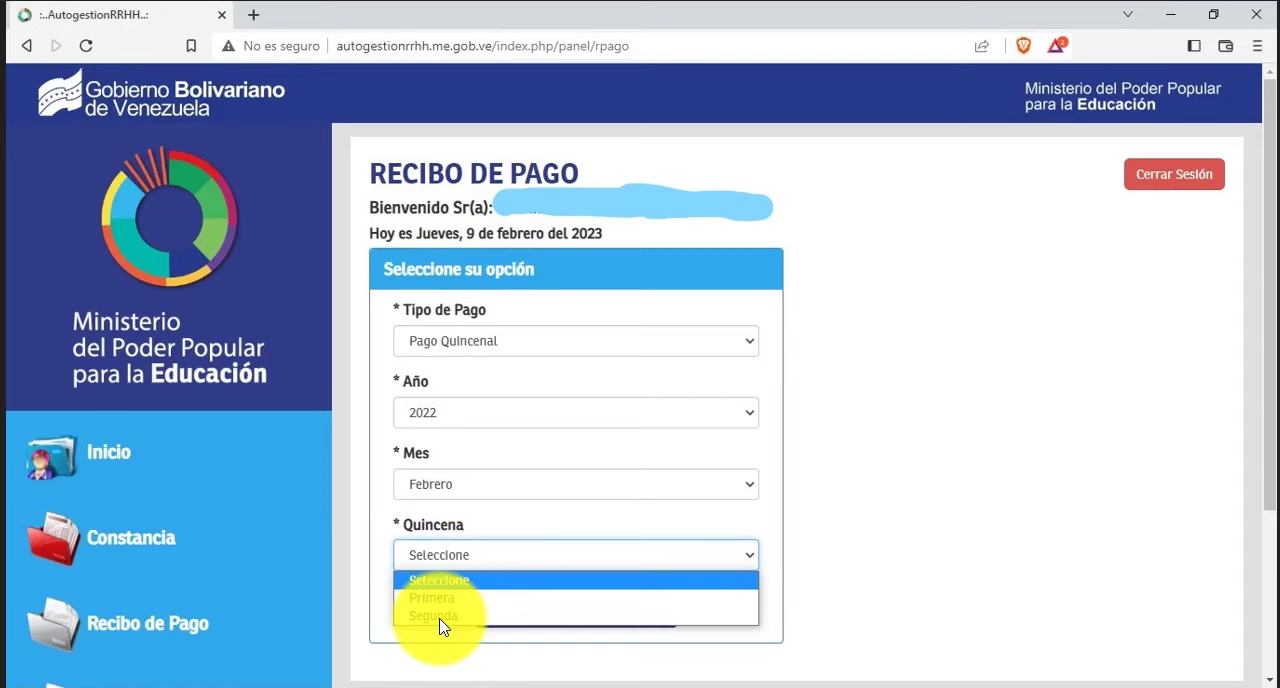 :..AutogestionRRHH..:
No es seguro
autogestionrrhh.me.gob.ve/index.php/panel/rpago
2
Gobierno Bolivariano
de Venezuela
Ministerio del Poder Popular
para la Educación
Ministerio
del Poder Popular
para la Educación
Inicio
Constancia
Recibo de Pago
RECIBO DE PAGO
Cerrar Sesión
Bienvenido Sr(a):
Hoy es Jueves, 9 de febrero del 2023
Seleccione su opción
* Tipo de Pago
Pago Quincenal
* Año
2022
* Mes
Febrero
* Quincena
Seleccione
Seleccione
Primera
Segunda